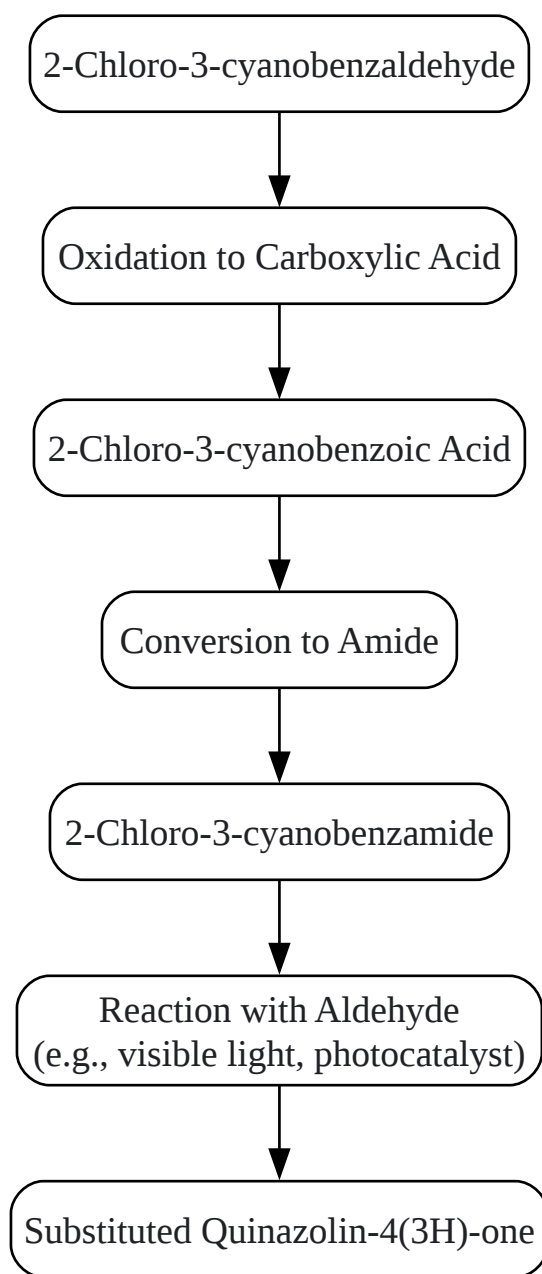 2-Chloro-3-cyanobenzaldehyde
Oxidation to Carboxylic Acid
2-Chloro-3-cyanobenzoic Acid
Conversion to Amide
2-Chloro-3-cyanobenzamide
Reaction with Aldehyde
(e.g., visible light, photocatalyst)
Substituted Quinazolin-4(3H)-one